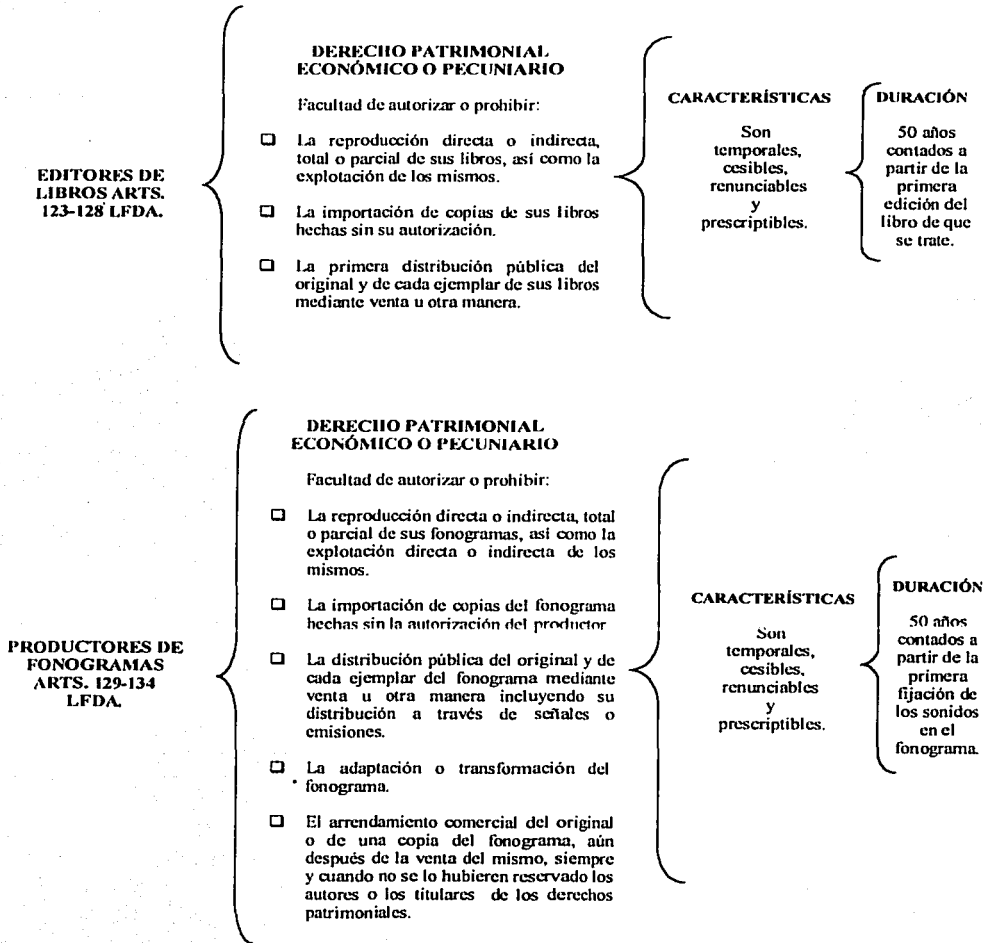 EDITORES DE
LIBROS ARTS.
123-128 LFDA.
DERECHO PATRIMONIAL
ECONÓMICO O PECUNIARIO
Facultad de autorizar o prohibir:
La reproducción directa o indirecta,
total o parcial de sus libros, así como la
explotación de los mismos.
La importación de copias de sus libros
hechas sin su autorización.
La primera distribución pública del
original y de cada ejemplar de sus libros
mediante venta u otra manera.
CARACTERÍSTICAS
Son
temporales,
cesibles,
renunciables
y
prescriptibles.
DURACIÓN
50 años
contados a
partir de la
primera
edición del
libro de que
se trate.
PRODUCTORES DE
FONOGRAMAS
ARTS. 129-134
LFDA.
DERECHO PATRIMONIAL
ECONÓMICO O PECUNIARIO
Facultad de autorizar o prohibir:
La reproducción directa o indirecta, total
o parcial de sus fonogramas, así como la
explotación directa o indirecta de los
mismos.
La importación de copias del fonograma
hechas sin la autorización del productor
La distribución pública del original y de
cada ejemplar del fonograma mediante
venta u otra manera incluyendo su
distribución a través de señales o
emisiones.
La adaptación o transformación del
fonograma.
El arrendamiento comercial del original
o de una copia del fonograma, aún
después de la venta del mismo, siempre
y cuando no se lo hubieren reservado los
autores o los titulares de los derechos
patrimoniales.
CARACTERÍSTICAS
Son
temporales,
cesibles,
renunciables
y
prescriptibles.
DURACIÓN
50 años
contados a
partir de la
primera
fijación de
los sonidos
en el
fonograma.